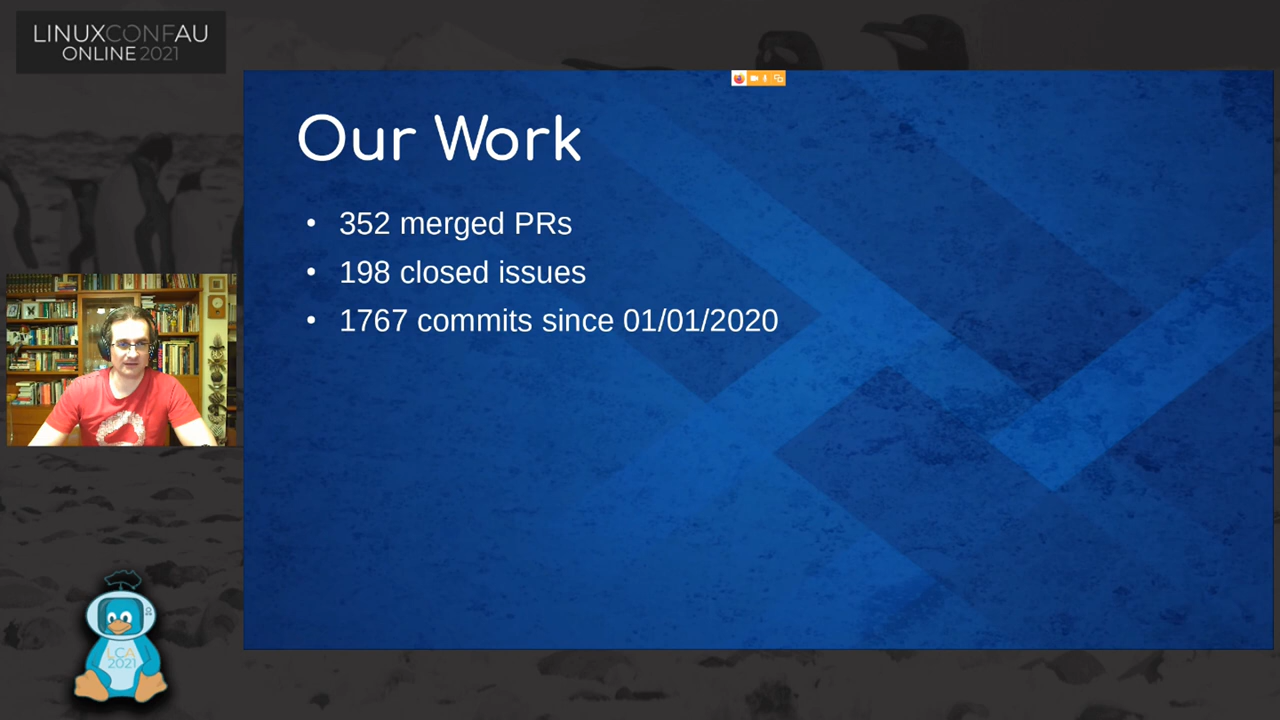 LINUXCONFAU
ONLINE 2021
Our Work
• 352 merged PRs
• 198 closed issues
• 1767 commits since 01/01/2020
LCA
2021